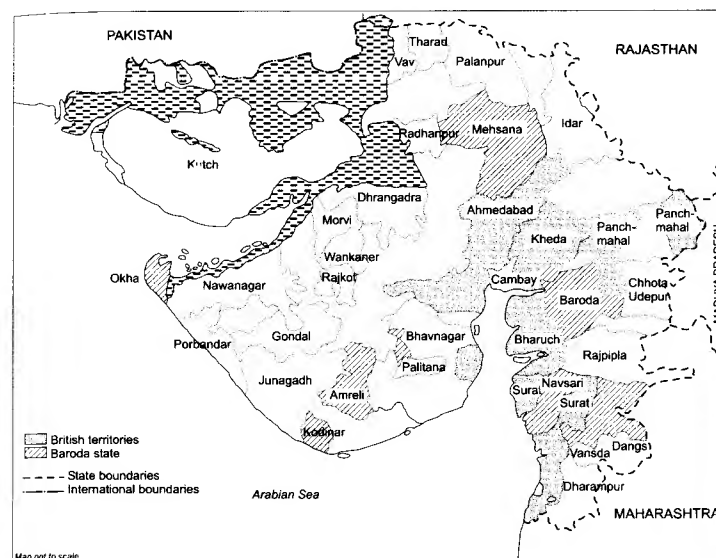 PAKISTAN
RAJASTHAN
Tharad
Vav
Palanpur
Idar
Radhanpur
Mehsana
Kutch
Dhrangadra
Morvi
Ahmedabad
Panch-
mahal
Panch-
mahal
Kheda
Wankaner
Okha
Nawanagar
Rajkot
Cambay
Chhota
Udepur
MADHYA PRADESH
Baroda
Porbandar
Gondal
Bhavnagar
Bharuch
Rajpipla
Junagadh
Palitana
Amreli
Surat
Navsari
Surat
Kodinar
Vansda
Dangs
Dharampur
British territories
Baroda state
State boundaries
International boundaries
Arabian Sea
MAHARASHTRA
Map not to scale